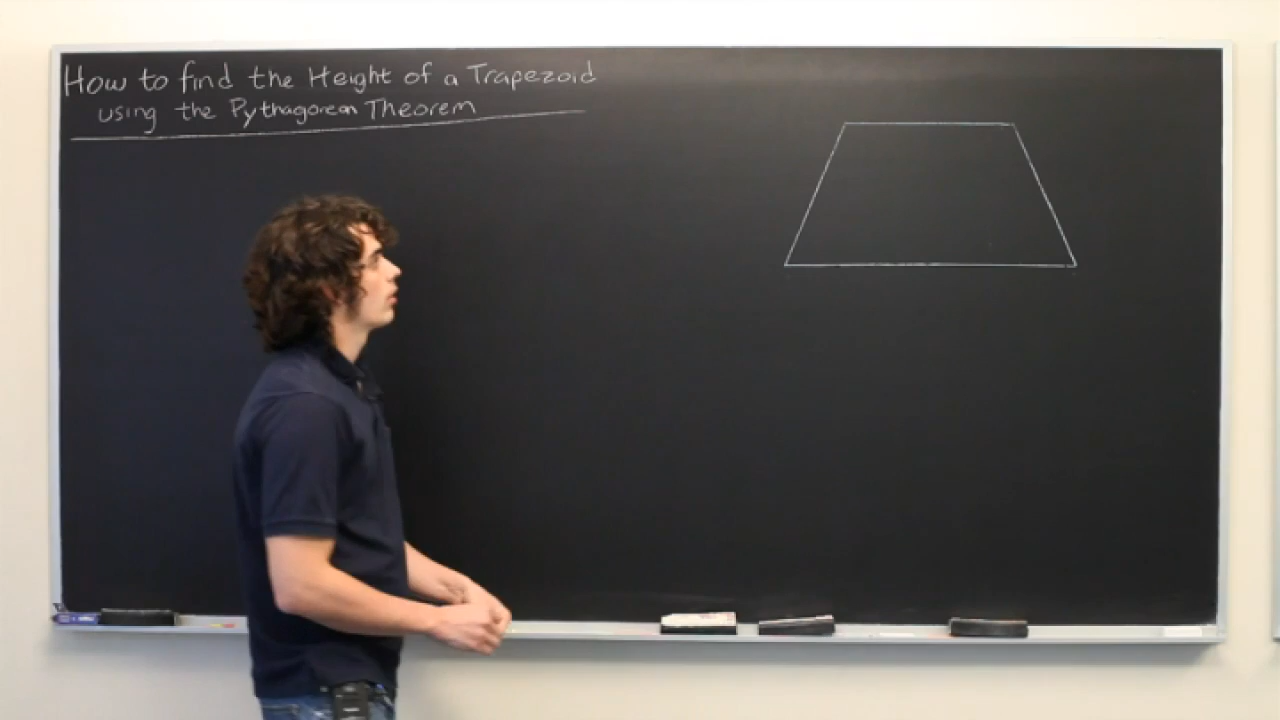 How to find the Height of a Trapezoid
using the Pythagorean Theorem